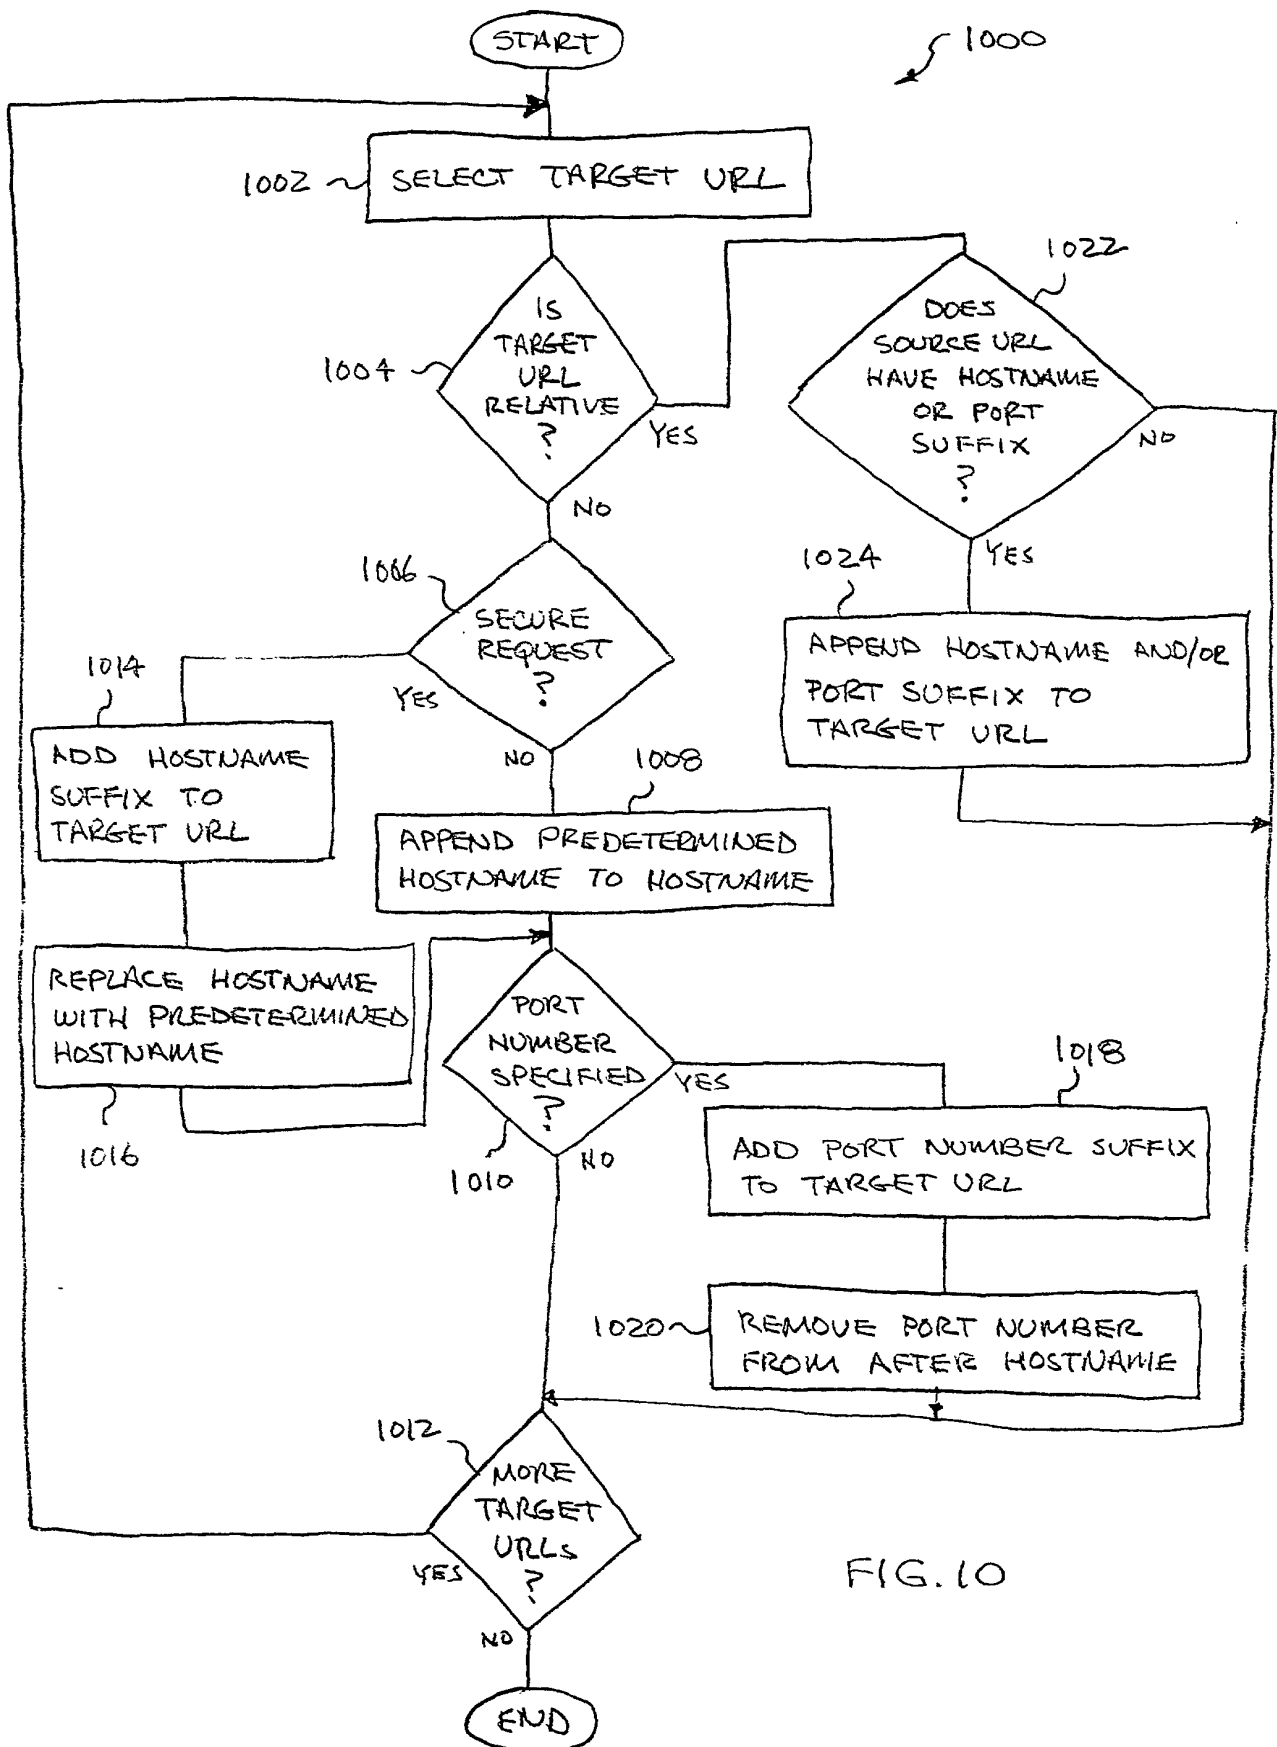 START
1000
1002
SELECT TARGET URL
1004
IS
TARGET
URL
RELATIVE
?
YES
NO
1022
DOES
SOURCE URL
HAVE HOSTNAME
OR PORT
SUFFIX
?
NO
YES
1024
APPEND HOSTNAME AND/OR
PORT SUFFIX TO
TARGET URL
1006
SECURE
REQUEST
?
YES
NO
1014
ADD HOSTNAME
SUFFIX TO
TARGET URL
1008
APPEND PREDETERMINED
HOSTNAME TO HOSTNAME
REPLACE HOSTNAME
WITH PREDETERMINED
HOSTNAME
1016
PORT
NUMBER
SPECIFIED
?
YES
1010
NO
1018
ADD PORT NUMBER SUFFIX
TO TARGET URL
1020
REMOVE PORT NUMBER
FROM AFTER HOSTNAME
1012
MORE
TARGET
URLs
?
YES
NO
END
FIG. 10